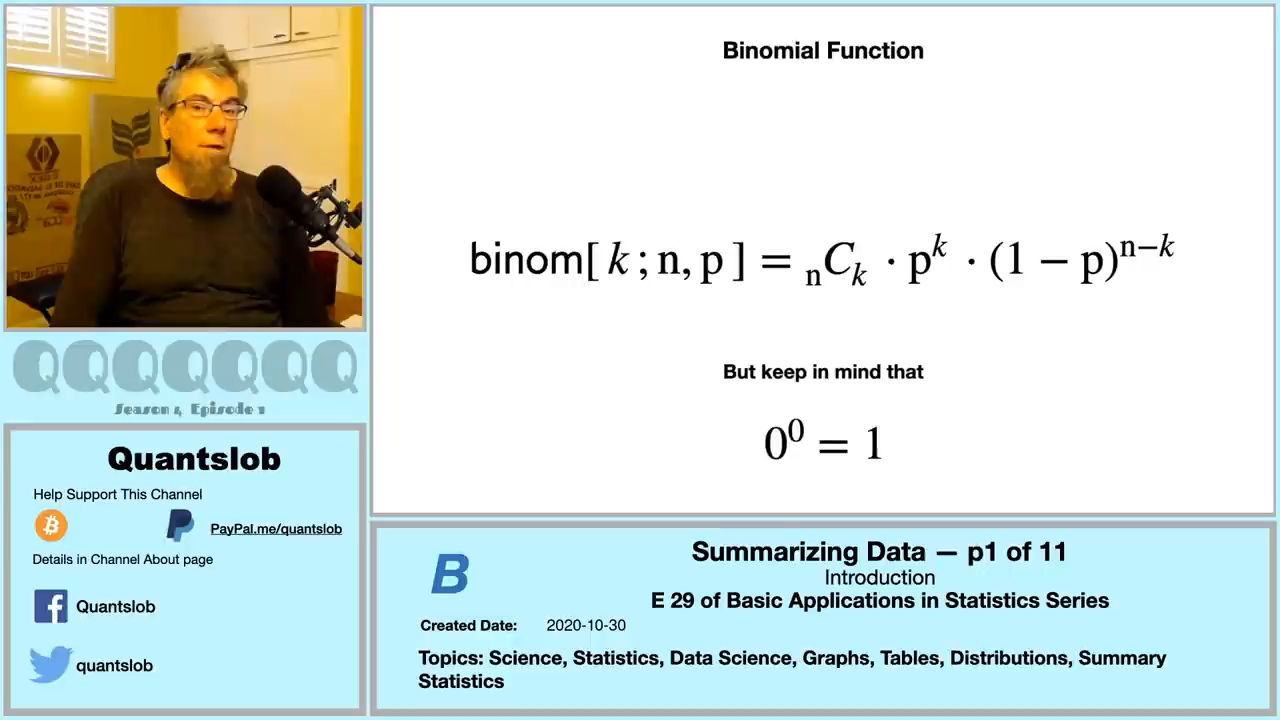 Binomial Function
binom[ k ; n, p ] = ₙCₖ · pᵏ · (1 − p)ⁿ⁻ᵏ
But keep in mind that
0⁰ = 1
QQQQQQQ
Season 4 Episode 1
Quantslob
Help Support This Channel
PayPal.me/quantslob
Details in Channel About page
Quantslob
quantslob
B
Summarizing Data — p1 of 11
Introduction
E 29 of Basic Applications in Statistics Series
Created Date: 2020-10-30
Topics: Science, Statistics, Data Science, Graphs, Tables, Distributions, Summary
Statistics